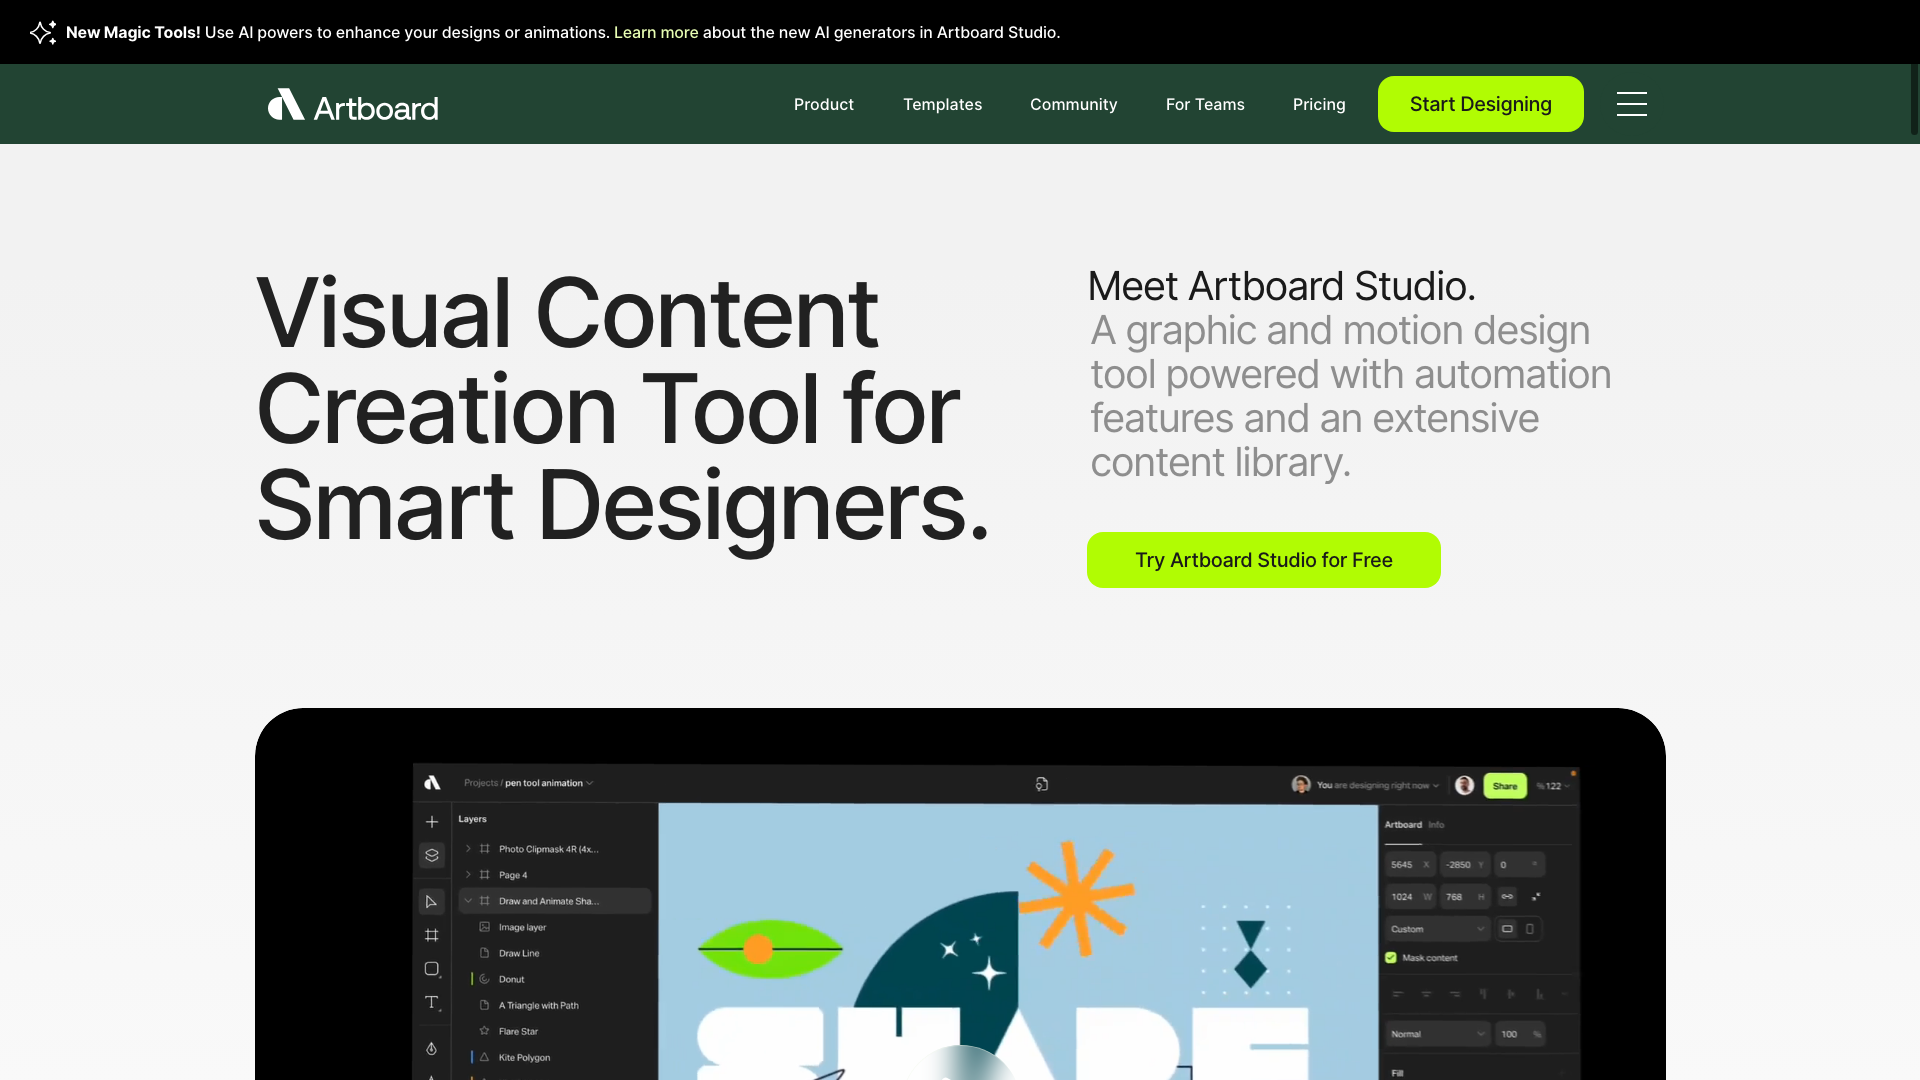 New Magic Tools! Use AI powers to enhance your designs or animations. Learn more about the new AI generators in Artboard Studio.
Artboard
Product
Templates
Community
For Teams
Pricing
Start Designing
Visual Content
Creation Tool for
Smart Designers.
Meet Artboard Studio.
A graphic and motion design
tool powered with automation
features and an extensive
content library.
Try Artboard Studio for Free
Projects / pen tool animation
You are designing right now
Share
%122
Layers
Photo Clipmask 4R (4x...
Page 4
Draw and Animate Sha...
Image layer
Draw Line
Donut
A Triangle with Path
Flare Star
Kite Polygon
SHAPE
Artboard Info
5645 X -2850 Y 0 °
1024 W 768 H
Custom
Mask content
Normal 100 %
Fill